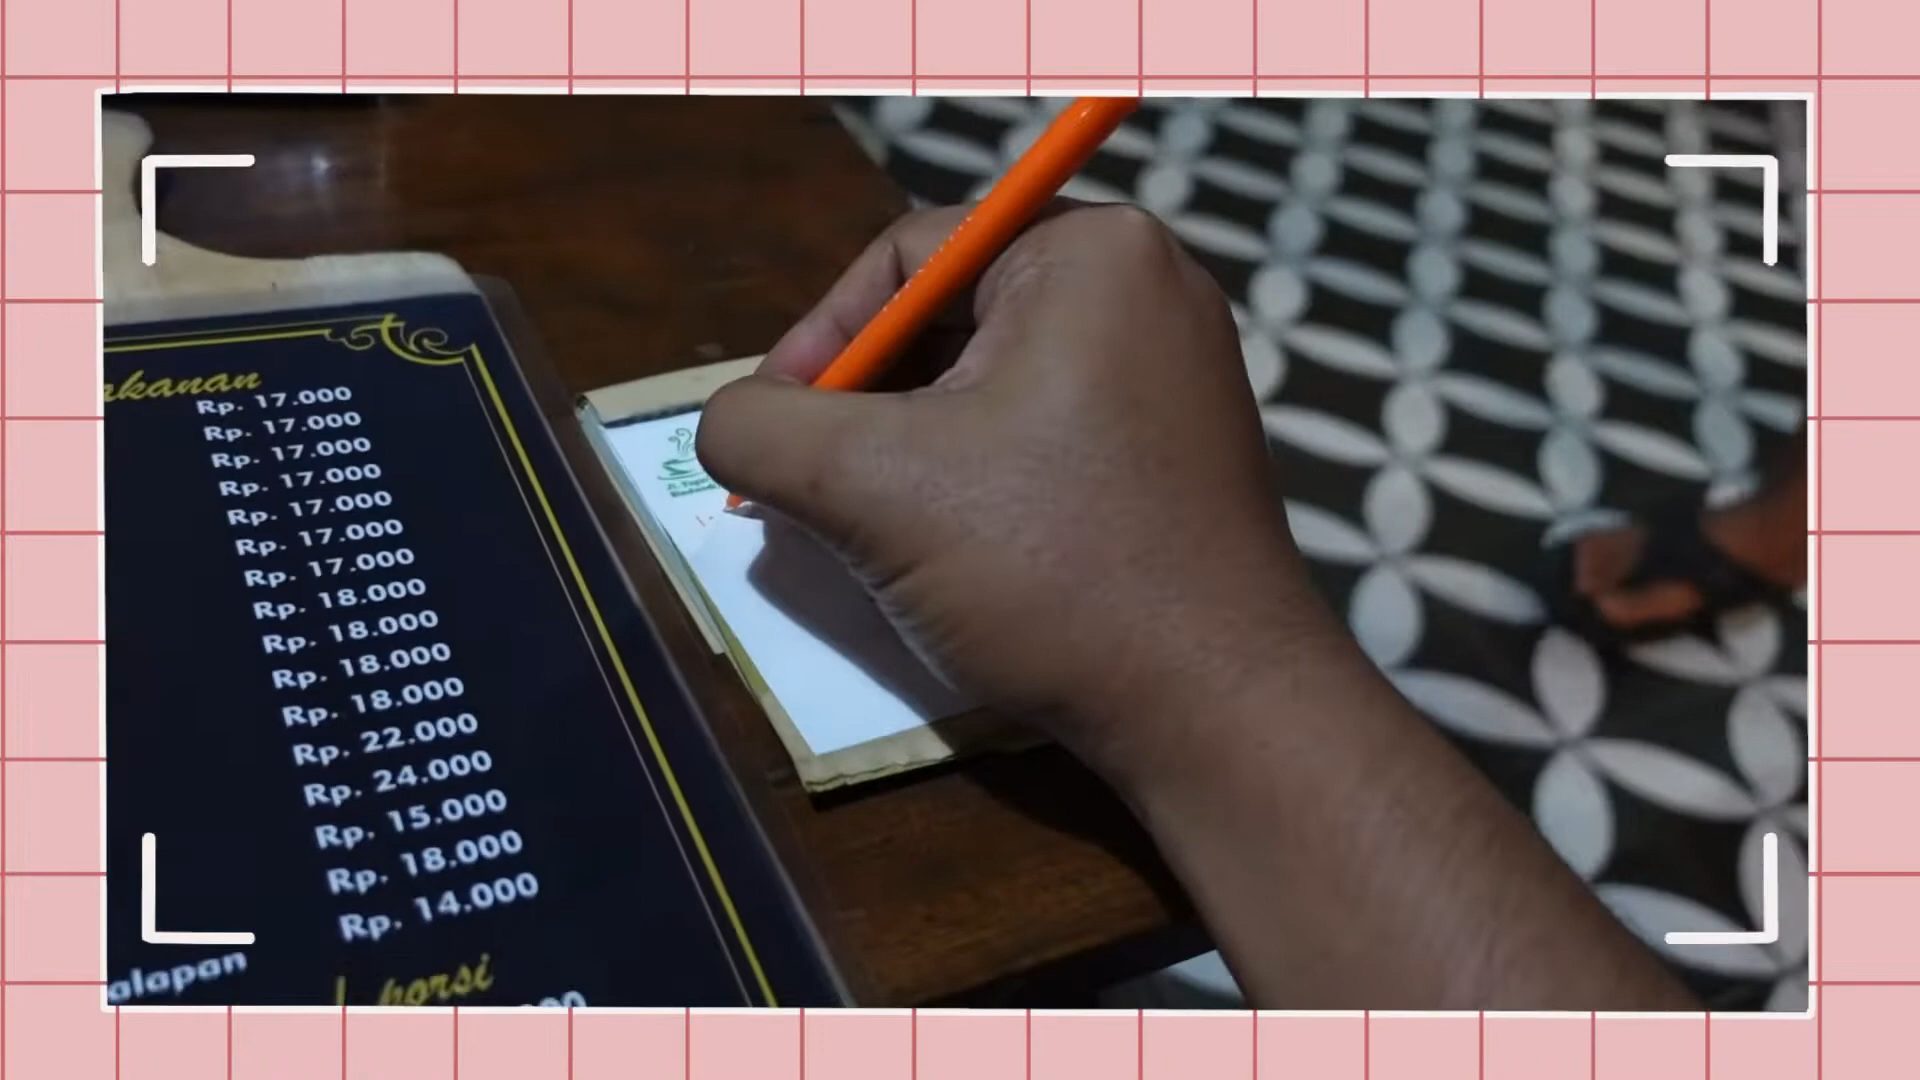 akanan
Rp. 17.000
Rp. 17.000
Rp. 17.000
Rp. 17.000
Rp. 17.000
Rp. 17.000
Rp. 17.000
Rp. 18.000
Rp. 18.000
Rp. 18.000
Rp. 18.000
Rp. 22.000
Rp. 24.000
Rp. 15.000
Rp. 18.000
Rp. 14.000
alapan
porsi